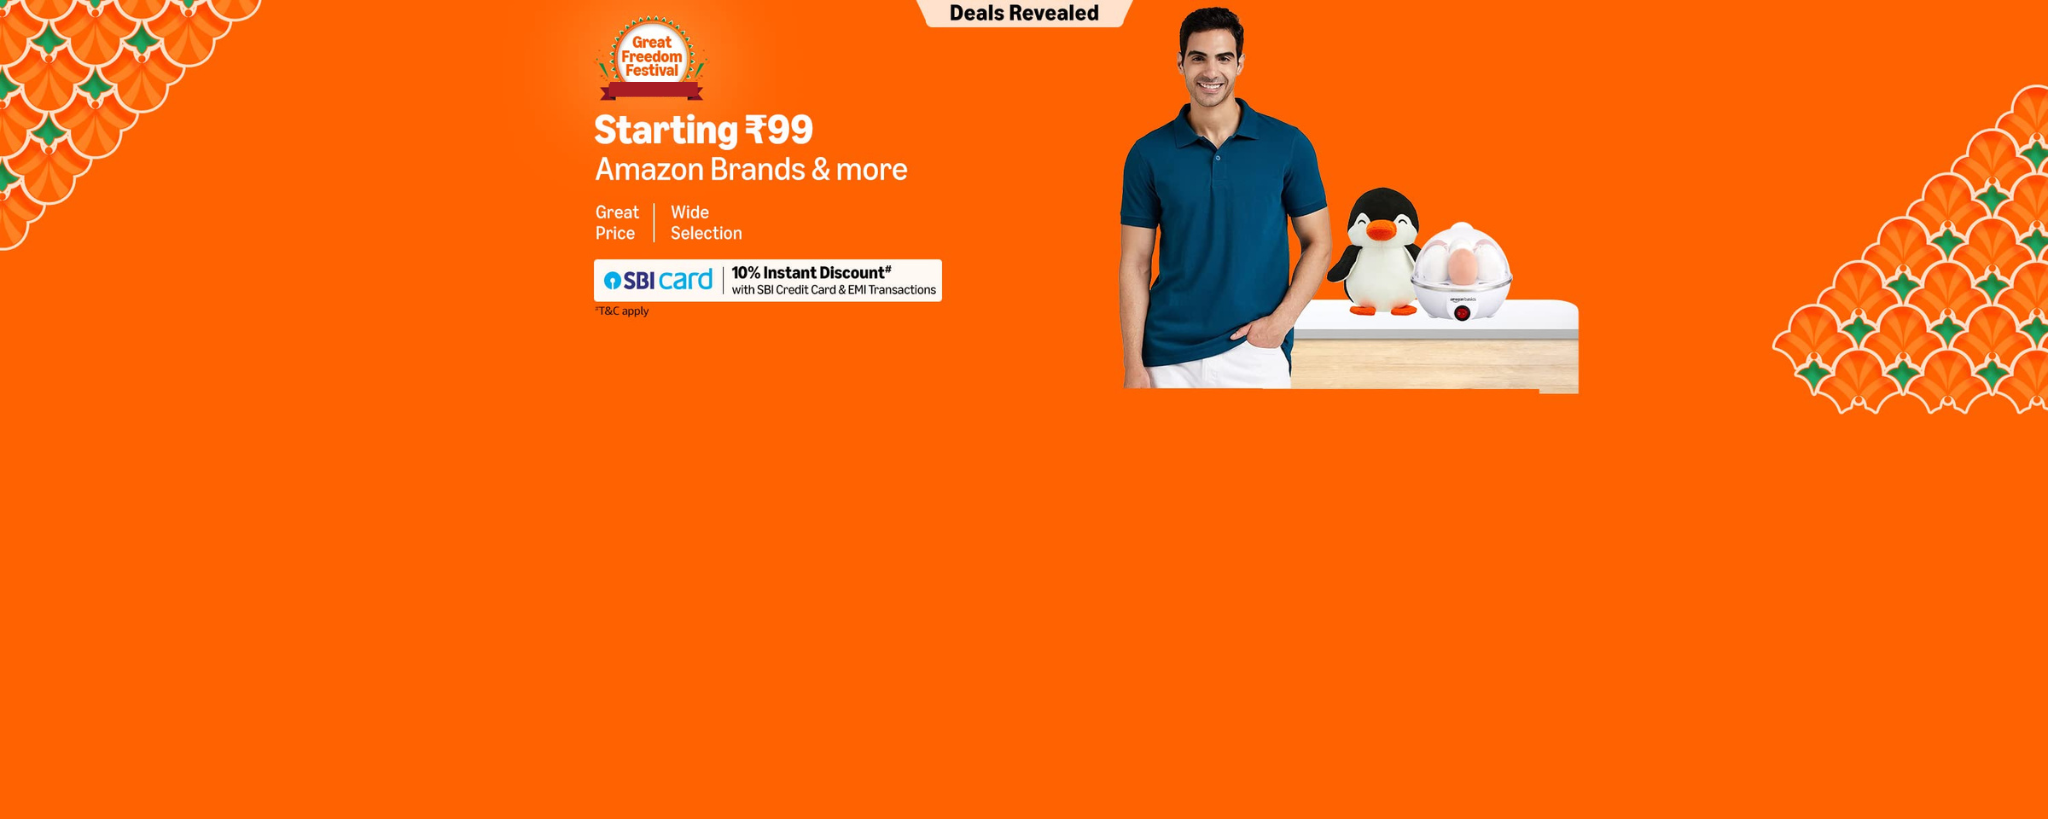 Deals Revealed
Great
Freedom
Festival
Starting ₹99
Amazon Brands & more
Great
Price
Wide
Selection
SBI card
10% Instant Discount#
with SBI Credit Card & EMI Transactions
#T&C apply
amazonbasics